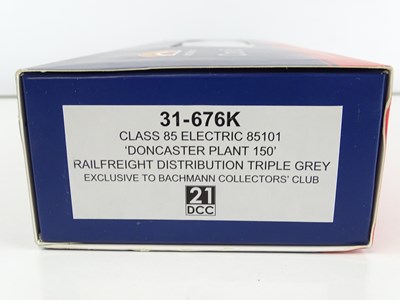 31-676K
CLASS 85 ELECTRIC 85101
'DONCASTER PLANT 150'
RAILFREIGHT DISTRIBUTION TRIPLE GREY
EXCLUSIVE TO BACHMANN COLLECTORS' CLUB
21
DCC